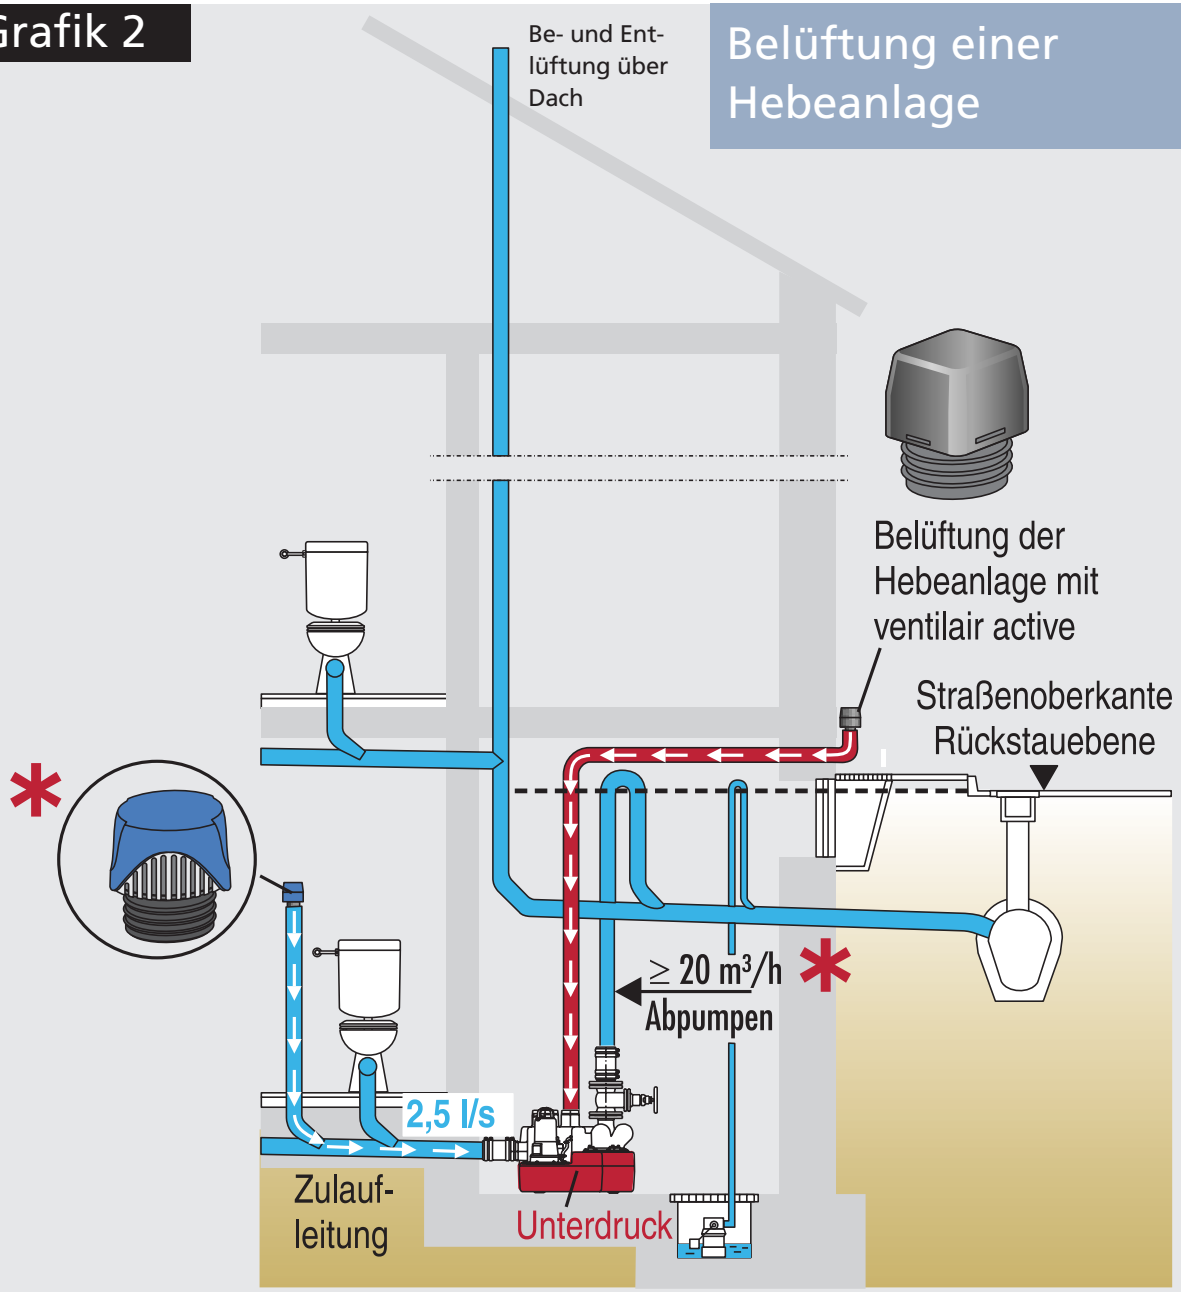 Grafik 2
Be- und Ent-
lüftung über
Dach
Belüftung einer
Hebeanlage
Belüftung der
Hebeanlage mit
ventilair active
Straßenoberkante
Rückstauebene
*
≥ 20 m³/h *
Abpumpen
2,5 l/s
Zulauf-
leitung
Unterdruck